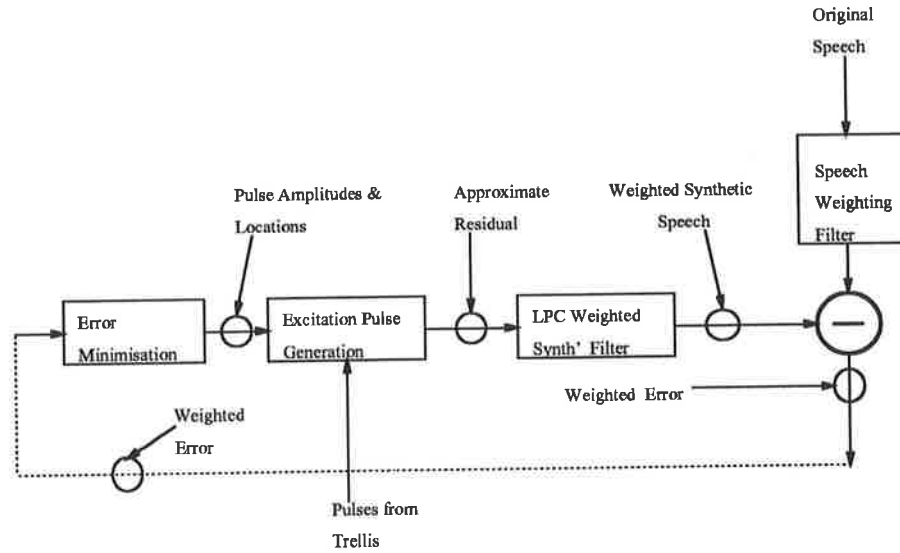 Original
Speech
Speech
Weighting
Filter
Pulse Amplitudes &
Locations
Approximate
Residual
Weighted Synthetic
Speech
Error
Minimisation
Excitation Pulse
Generation
LPC Weighted
Synth' Filter
Weighted Error
Weighted
Error
Pulses from
Trellis